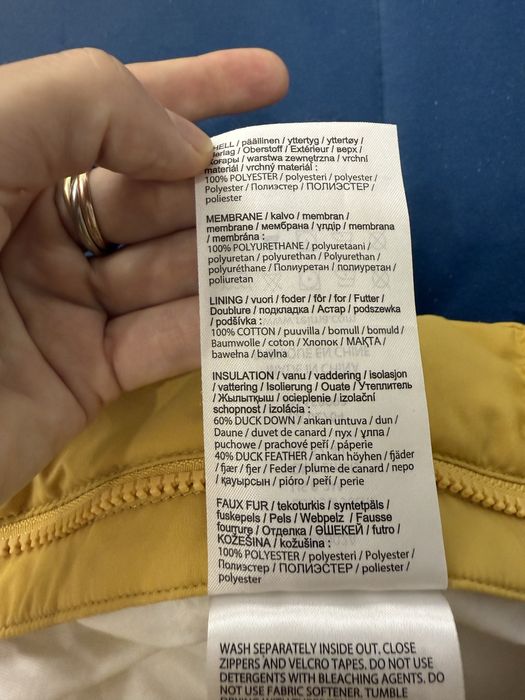 HELL / päällinen / yttertyg / yttertøy /
/ Oberstoff / Extérieur / верх /
/ warstwa zewnętrzna / vrchní
materiál / vrchný materiál :
100% POLYESTER / polyesteri / polyester /
Polyester / Полиэстер / ПОЛИЭСТЕР /
poliester
MEMBRANE / kalvo / membran /
membrane / мембрана / үлдір / membrana
/ membrána :
100% POLYURETHANE / polyuretaani /
polyuretan / polyurethan / Polyurethan /
polyuréthane / Полиуретан / полиуретан /
poliuretan
LINING / vuori / foder / fôr / for / Futter /
Doublure / подкладка / Астар / podszewka
/ podšívka :
100% COTTON / puuvilla / bomull / bomuld /
Baumwolle / coton / Хлопок / МАҚТА /
bawełna / bavlna
INSULATION / vanu / vaddering / isolasjon
/ vattering / Isolierung / Ouate / Утеплитель
/ Жылытқыш / ocieplenie / izolační
schopnost / izolácia :
60% DUCK DOWN / ankan untuva / dun /
Daune / duvet de canard / пух / ұлпа /
puchowe / prachové peří / páperie
40% DUCK FEATHER / ankan höyhen / fjäder
/ fjær / fjer / Feder / plume de canard / перо
/ қауырсын / pióro / peří / perie
FAUX FUR / tekoturkis / syntetpäls /
fuskepels / Pels / Webpelz / Fausse
fourrure / Отделка / ӘШЕКЕЙ / futro /
KOŽEŠINA / kožušina :
100% POLYESTER / polyesteri / Polyester /
Полиэстер / ПОЛИЭСТЕР / poliester /
polyester
WASH SEPARATELY INSIDE OUT. CLOSE
ZIPPERS AND VELCRO TAPES. DO NOT USE
DETERGENTS WITH BLEACHING AGENTS. DO
NOT USE FABRIC SOFTENER. TUMBLE